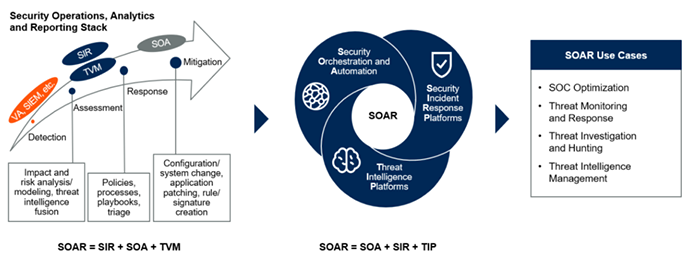 Security Operations, Analytics
and Reporting Stack
VA, SIEM, etc.
SIR
TVM
SOA
Mitigation
Response
Assessment
Detection
Impact and
risk analysis/
modeling, threat
intelligence
fusion
Policies,
processes,
playbooks,
triage
Configuration/
system change,
application
patching, rule/
signature
creation
SOAR = SIR + SOA + TVM
Security
Orchestration and
Automation
Security
Incident
Response
Platforms
SOAR
Threat
Intelligence
Platforms
SOAR = SOA + SIR + TIP
SOAR Use Cases
• SOC Optimization
• Threat Monitoring
and Response
• Threat Investigation
and Hunting
• Threat Intelligence
Management